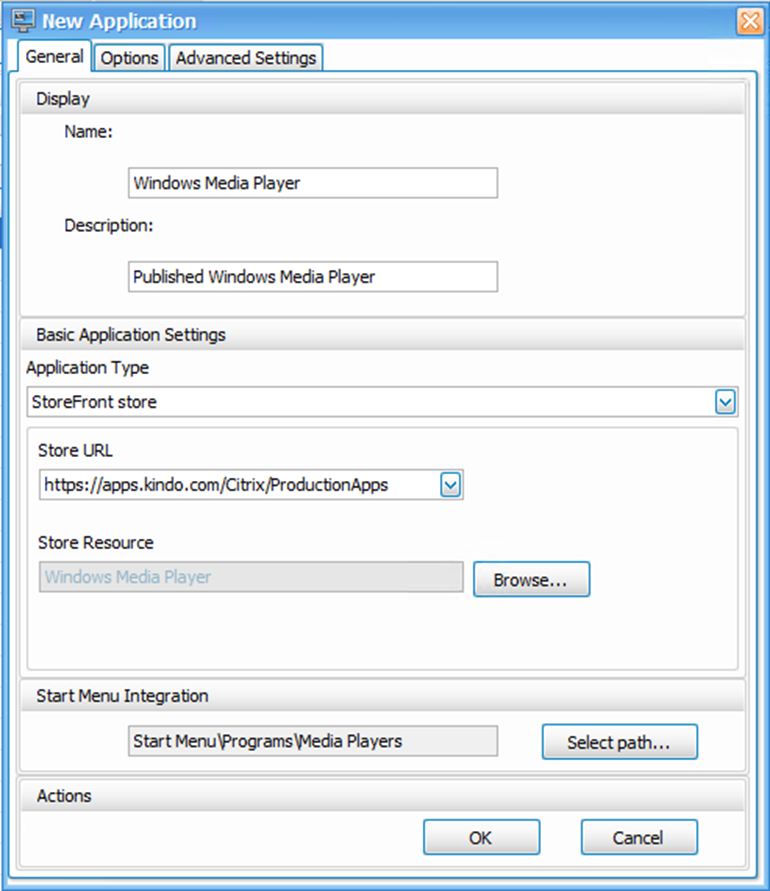 New Application
General Options Advanced Settings
Display
Name:
Windows Media Player
Description:
Published Windows Media Player
Basic Application Settings
Application Type
StoreFront store
Store URL
https://apps.kindo.com/Citrix/ProductionApps
Store Resource
Windows Media Player Browse...
Start Menu Integration
Start Menu\Programs\Media Players Select path...
Actions
OK Cancel